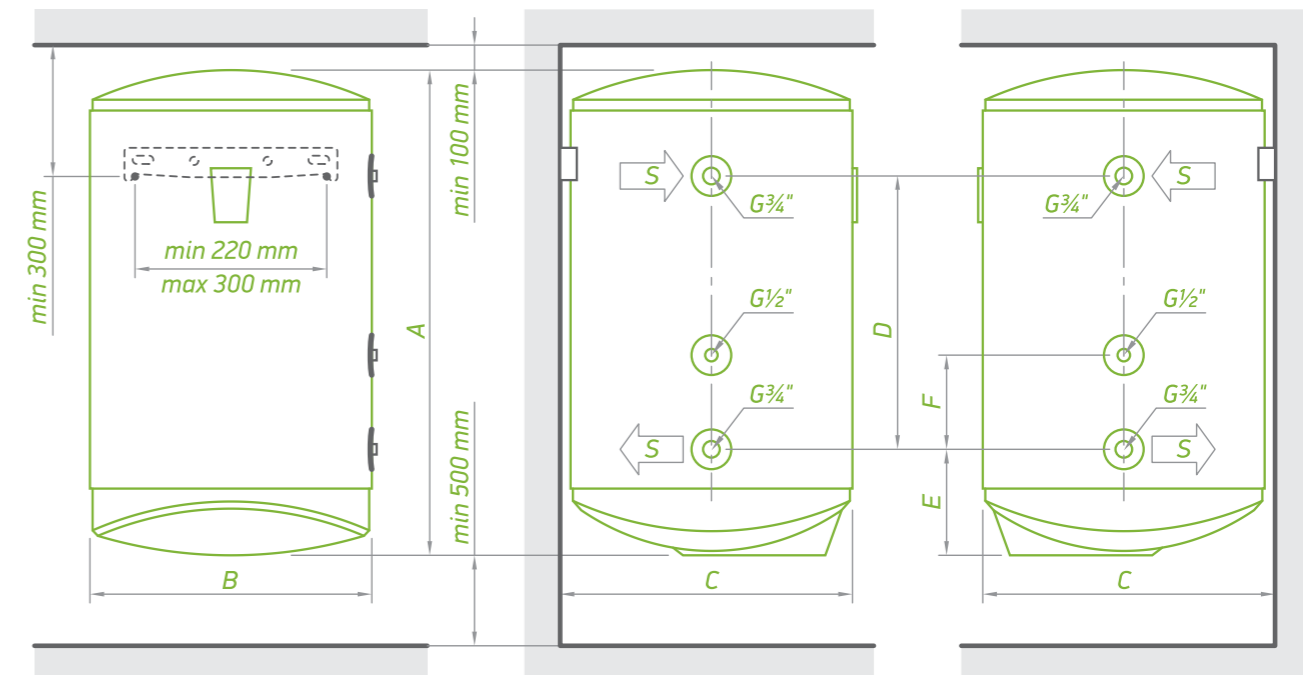 min 300 mm
min 220 mm
max 300 mm
B
A
min 100 mm
min 500 mm
S
G¾"
G½"
G¾"
S
C
D
F
E
S
G¾"
G½"
G¾"
S
C